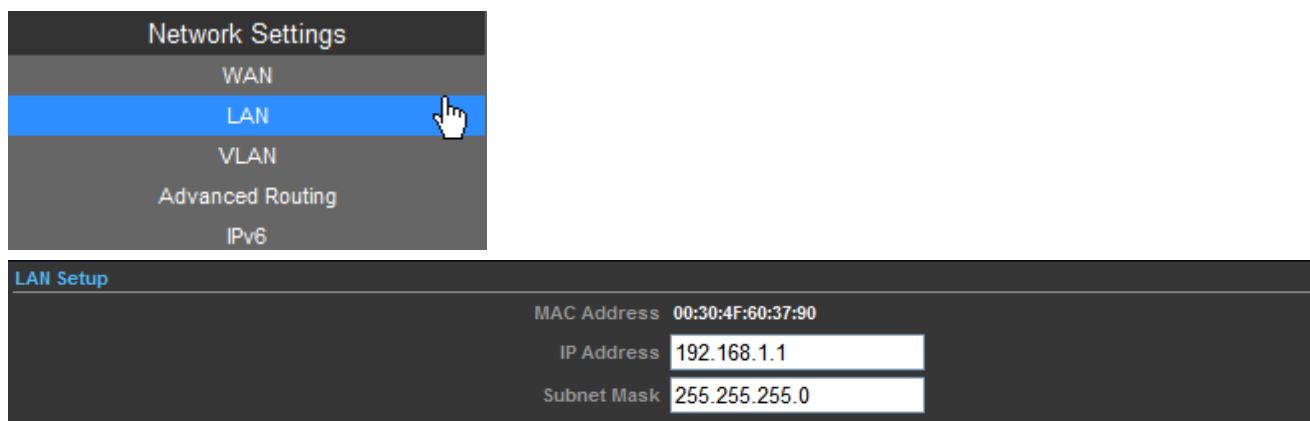 Network Settings
WAN
LAN
VLAN
Advanced Routing
IPv6
LAN Setup
MAC Address 00:30:4F:60:37:90
IP Address 192.168.1.1
Subnet Mask 255.255.255.0